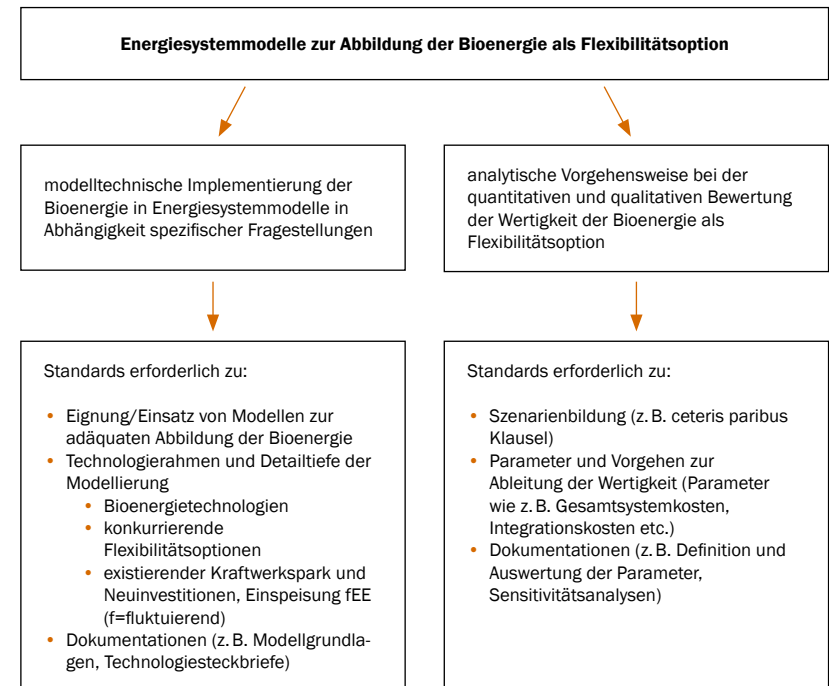 Energiesystemmodelle zur Abbildung der Bioenergie als Flexibilitätsoption
modelltechnische Implementierung der
Bioenergie in Energiesystemmodelle in
Abhängigkeit spezifischer Fragestellungen
analytische Vorgehensweise bei der
quantitativen und qualitativen Bewertung
der Wertigkeit der Bioenergie als
Flexibilitätsoption
Standards erforderlich zu:
• Eignung/Einsatz von Modellen zur
adäquaten Abbildung der Bioenergie
• Technologierahmen und Detailtiefe der
Modellierung
• Bioenergietechnologien
• konkurrierende
Flexibilitätsoptionen
• existierender Kraftwerkspark und
Neuinvestitionen, Einspeisung fEE
(f=fluktuierend)
• Dokumentationen (z. B. Modellgrundla-
gen, Technologiesteckbriefe)
Standards erforderlich zu:
• Szenarienbildung (z. B. ceteris paribus
Klausel)
• Parameter und Vorgehen zur
Ableitung der Wertigkeit (Parameter
wie z. B. Gesamtsystemkosten,
Integrationskosten etc.)
• Dokumentationen (z. B. Definition und
Auswertung der Parameter,
Sensitivitätsanalysen)